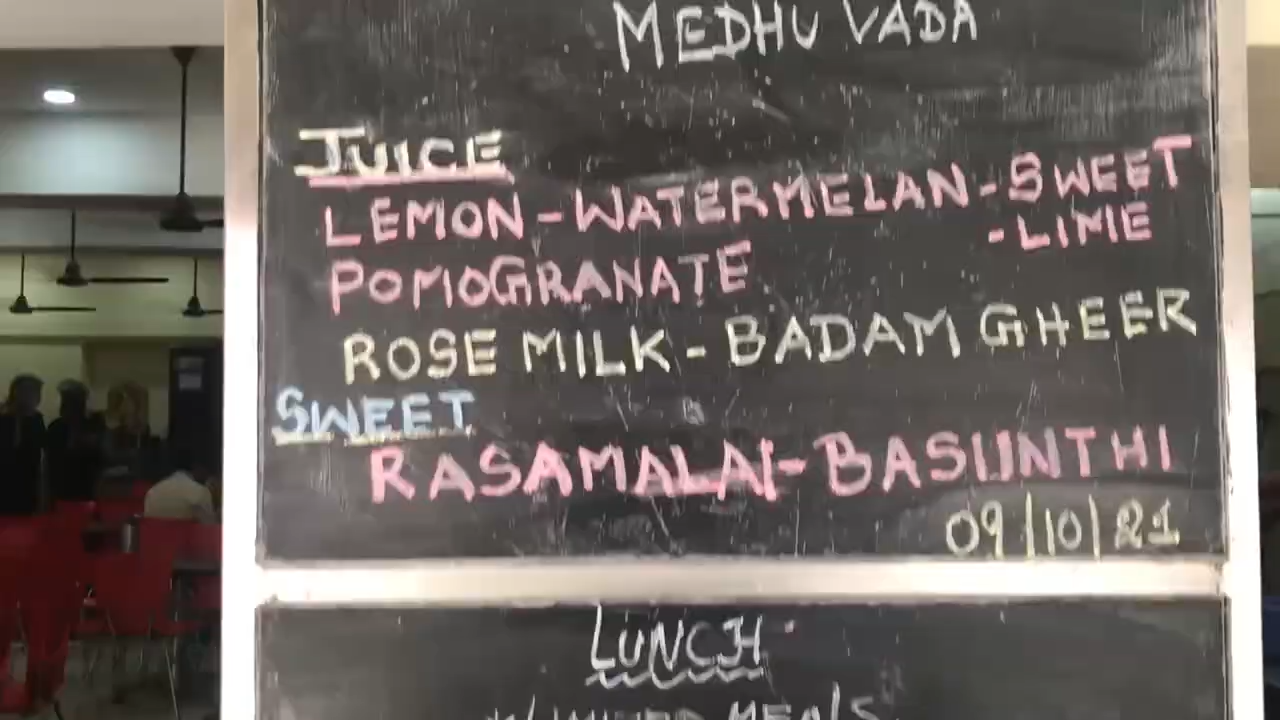 MEDHU VADA
JUICE
LEMON - WATERMELAN - SWEET
- LIME
POMOGRANATE
ROSE MILK - BADAM GHEER
SWEET
RASAMALAI - BASUNTHI
09/10/21
LUNCH
MEALS